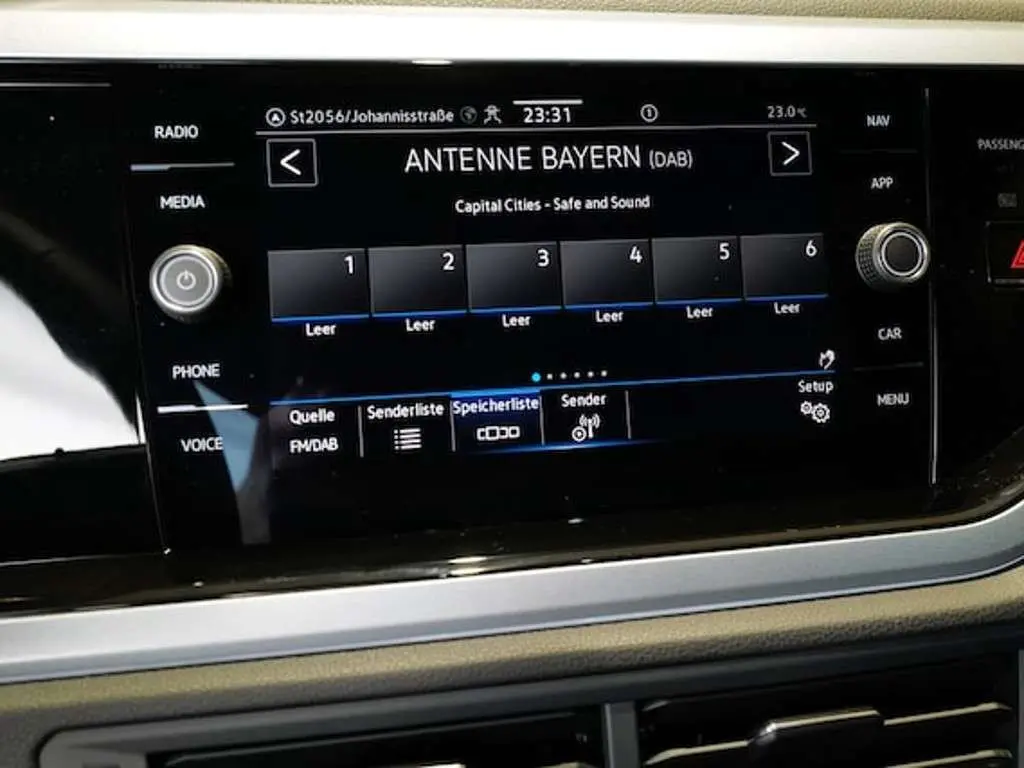 St2056/Johannisstraße 23:31 1 23.0°C
RADIO
NAV
ANTENNE BAYERN (DAB)
PASSENG
MEDIA
APP
Capital Cities - Safe and Sound
1 2 3 4 5 6
Leer Leer Leer Leer Leer Leer
CAR
PHONE
Setup
MENU
Quelle Senderliste Speicherliste Sender
FM/DAB
VOICE